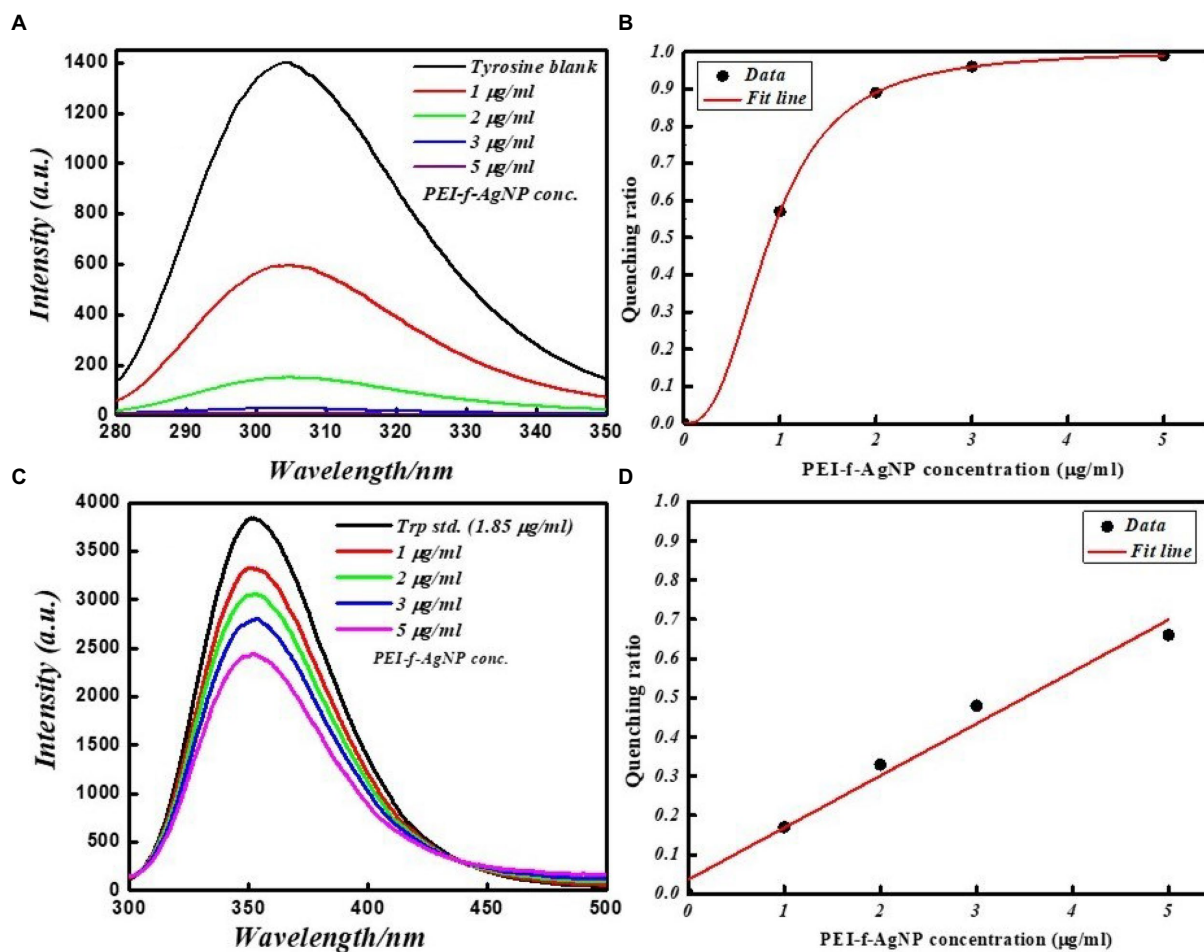 A
Intensity (a.u.)
1400
1200
1000
800
600
400
200
0
280 290 300 310 320 330 340 350
Wavelength/nm
Tyrosine blank
1 μg/ml
2 μg/ml
3 μg/ml
5 μg/ml
PEI-f-AgNP conc.
B
Quenching ratio
1.0
0.9
0.8
0.7
0.6
0.5
0.4
0.3
0.2
0.1
0.0
0 1 2 3 4 5
PEI-f-AgNP concentration (μg/ml)
Data
Fit line
C
Intensity (a.u.)
4000
3500
3000
2500
2000
1500
1000
500
0
300 350 400 450 500
Wavelength/nm
Trp std. (1.85 μg/ml)
1 μg/ml
2 μg/ml
3 μg/ml
5 μg/ml
PEI-f-AgNP conc.
D
Quenching ratio
1.0
0.9
0.8
0.7
0.6
0.5
0.4
0.3
0.2
0.1
0.0
0 1 2 3 4 5
PEI-f-AgNP concentration (μg/ml)
Data
Fit line